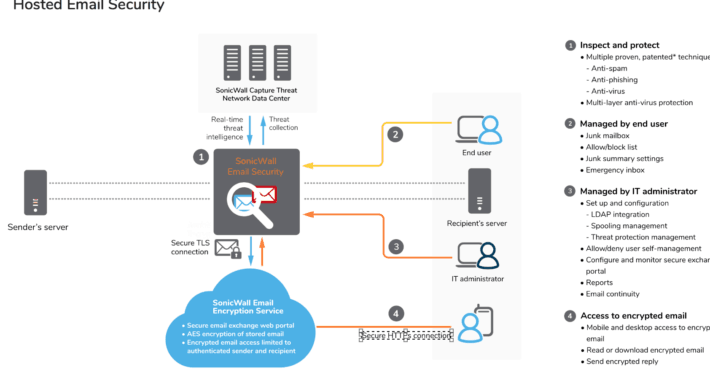 Hosted Email Security
SonicWall Capture Threat
Network Data Center
Real-time
threat
intelligence
Threat
collection
1
SonicWall
Email Security
2
End user
Sender's server
Recipient's server
Secure TLS
connection
3
IT administrator
SonicWall Email
Encryption Service
• Secure email exchange web portal
• AES encryption of stored email
• Encrypted email access limited to
authenticated sender and recipient
4
Secure HTTPS connection
1 Inspect and protect
• Multiple proven, patented* technique
- Anti-spam
- Anti-phishing
- Anti-virus
• Multi-layer anti-virus protection
2 Managed by end user
• Junk mailbox
• Allow/block list
• Junk summary settings
• Emergency inbox
3 Managed by IT administrator
• Set up and configuration
- LDAP integration
- Spooling management
- Threat protection management
• Allow/deny user self-management
• Configure and monitor secure exchan
portal
• Reports
• Email continuity
4 Access to encrypted email
• Mobile and desktop access to encryp
email
• Read or download encrypted email
• Send encrypted reply